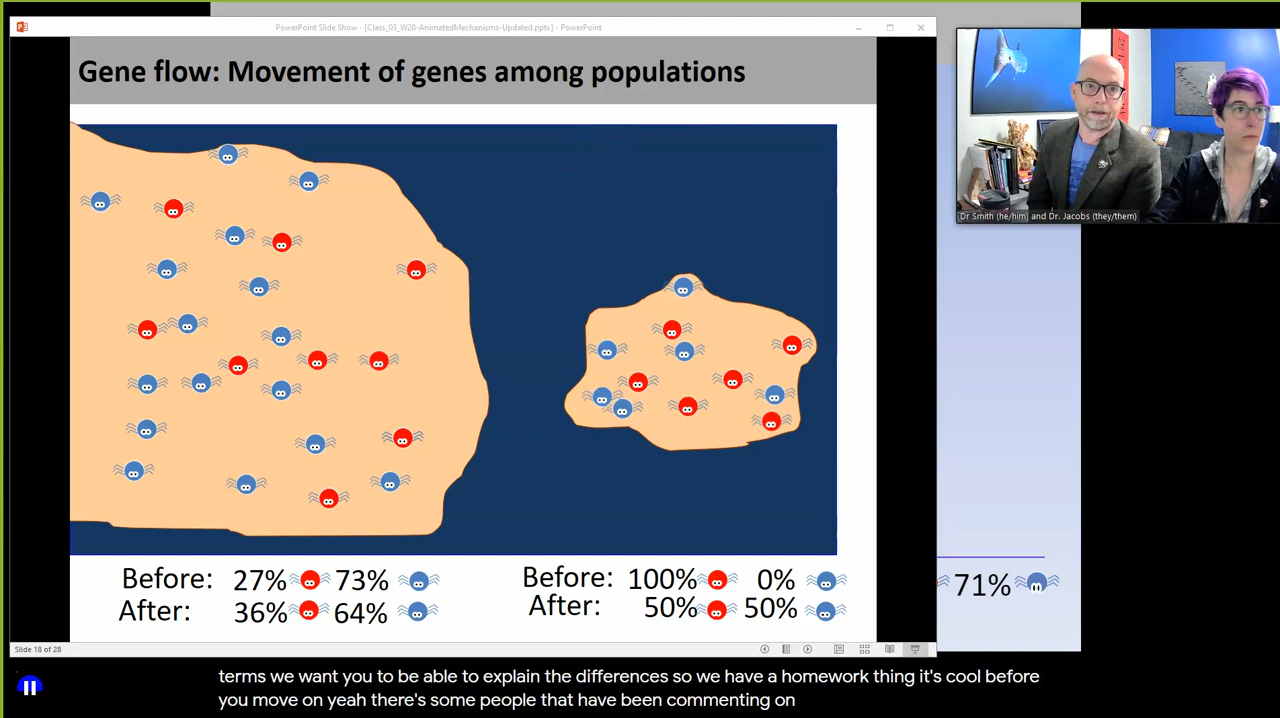 PowerPoint Slide Show - [Class_03_W20-AnimatedMechanisms-Updated.pptx] - PowerPoint
Gene flow: Movement of genes among populations
Dr Smith (he/him) and Dr. Jacobs (they/them)
Before: 27% 73%
After: 36% 64%
Before: 100% 0%
After: 50% 50%
71%
Slide 18 of 28
terms we want you to be able to explain the differences so we have a homework thing it's cool before
you move on yeah there's some people that have been commenting on